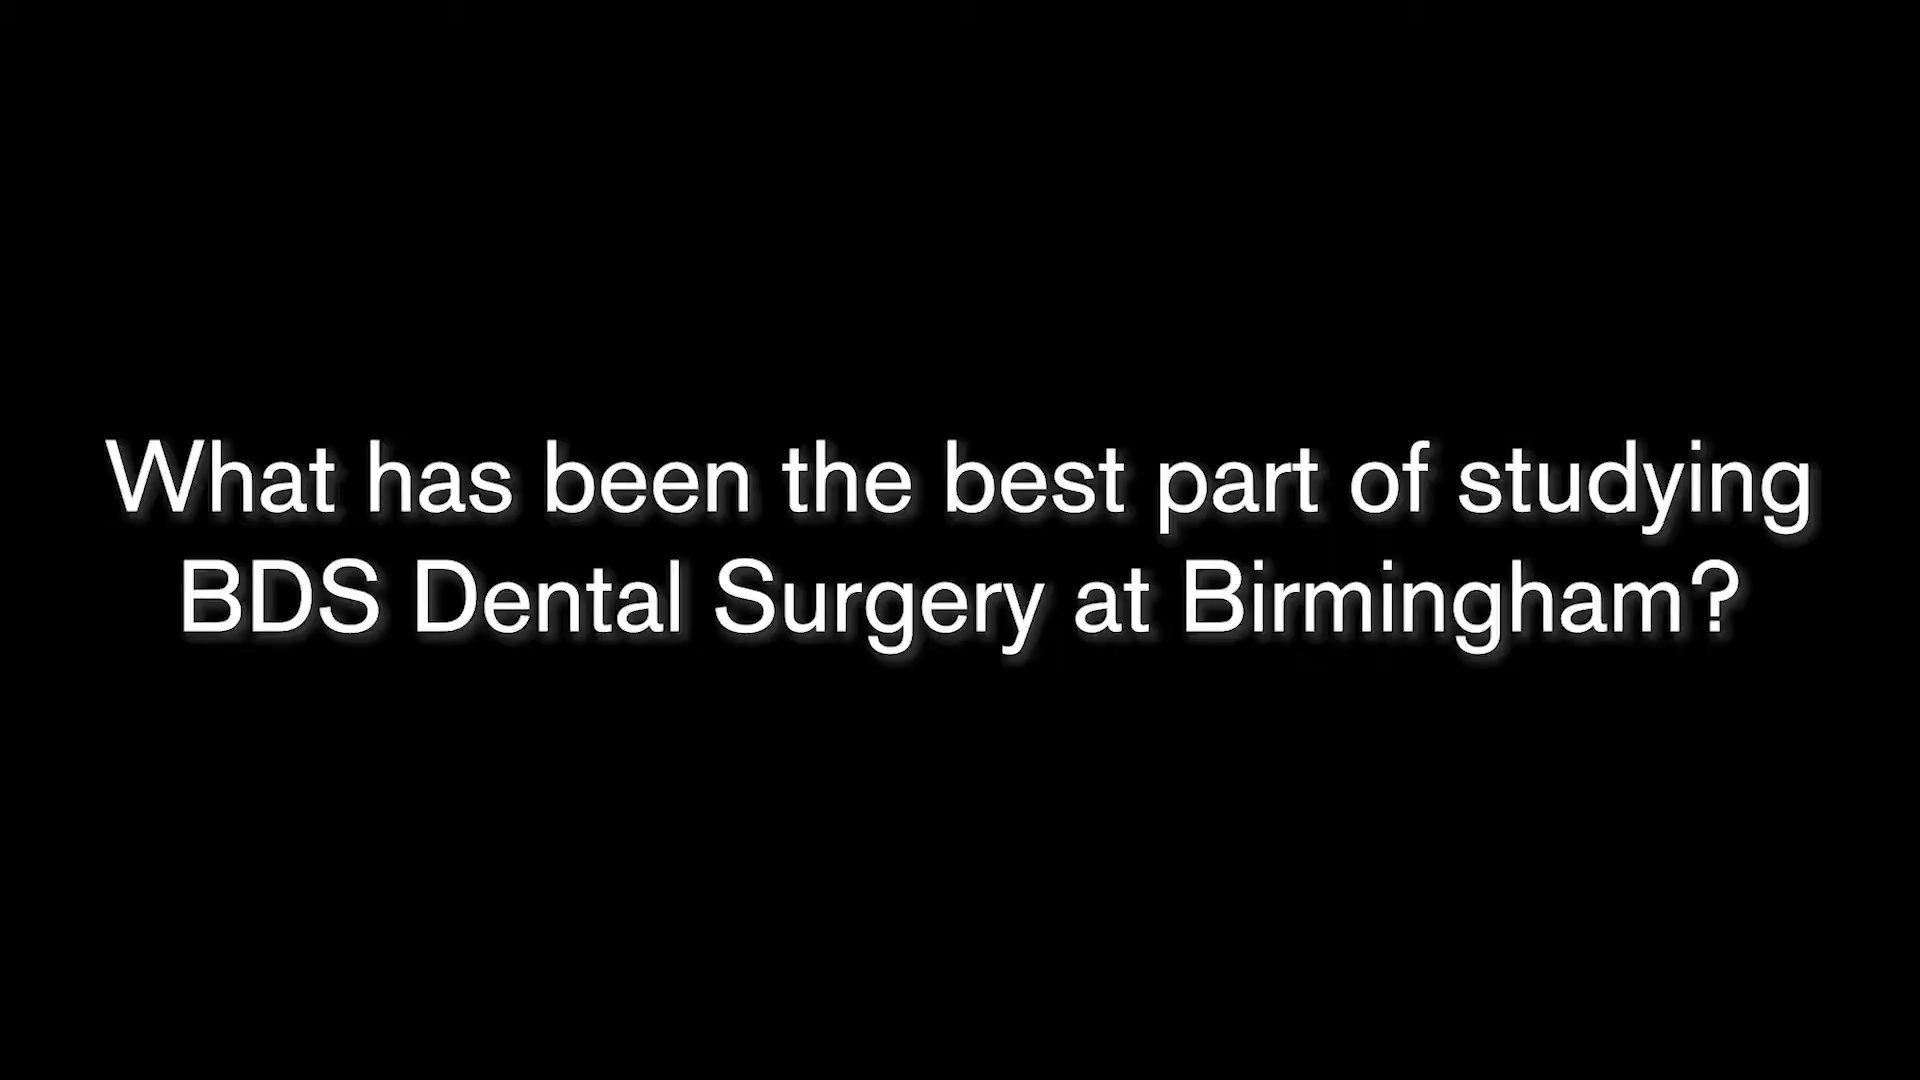 What has been the best part of studying
BDS Dental Surgery at Birmingham?